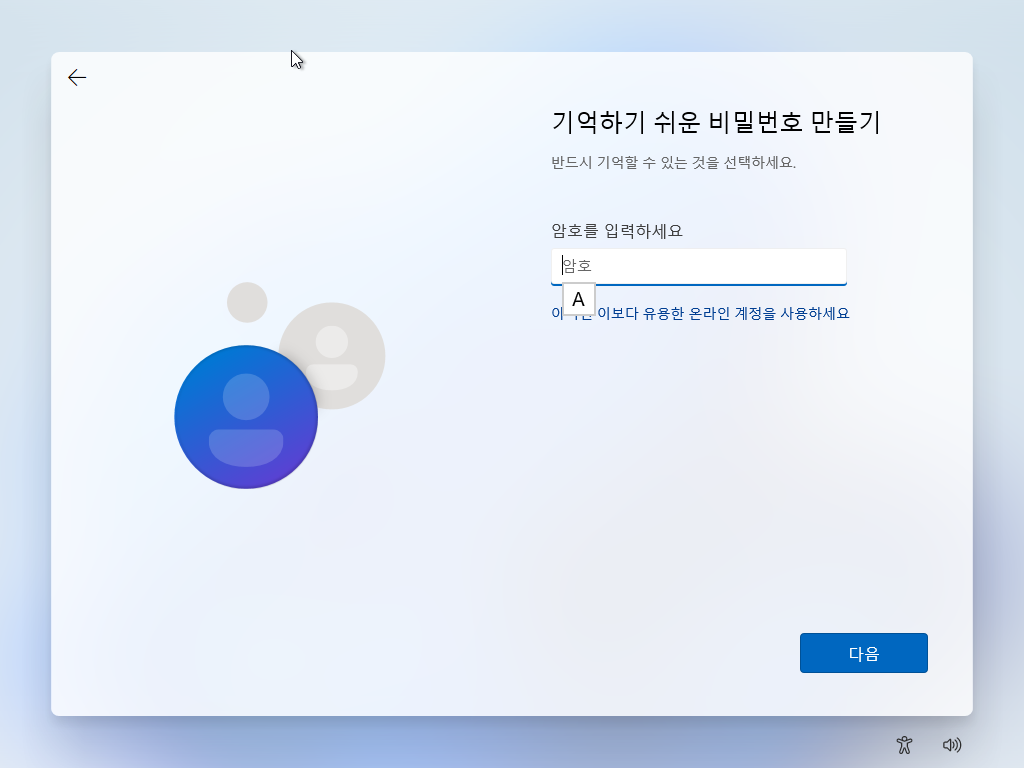 기억하기 쉬운 비밀번호 만들기
반드시 기억할 수 있는 것을 선택하세요.
암호를 입력하세요
암호
A
이보다 유용한 온라인 계정을 사용하세요
다음